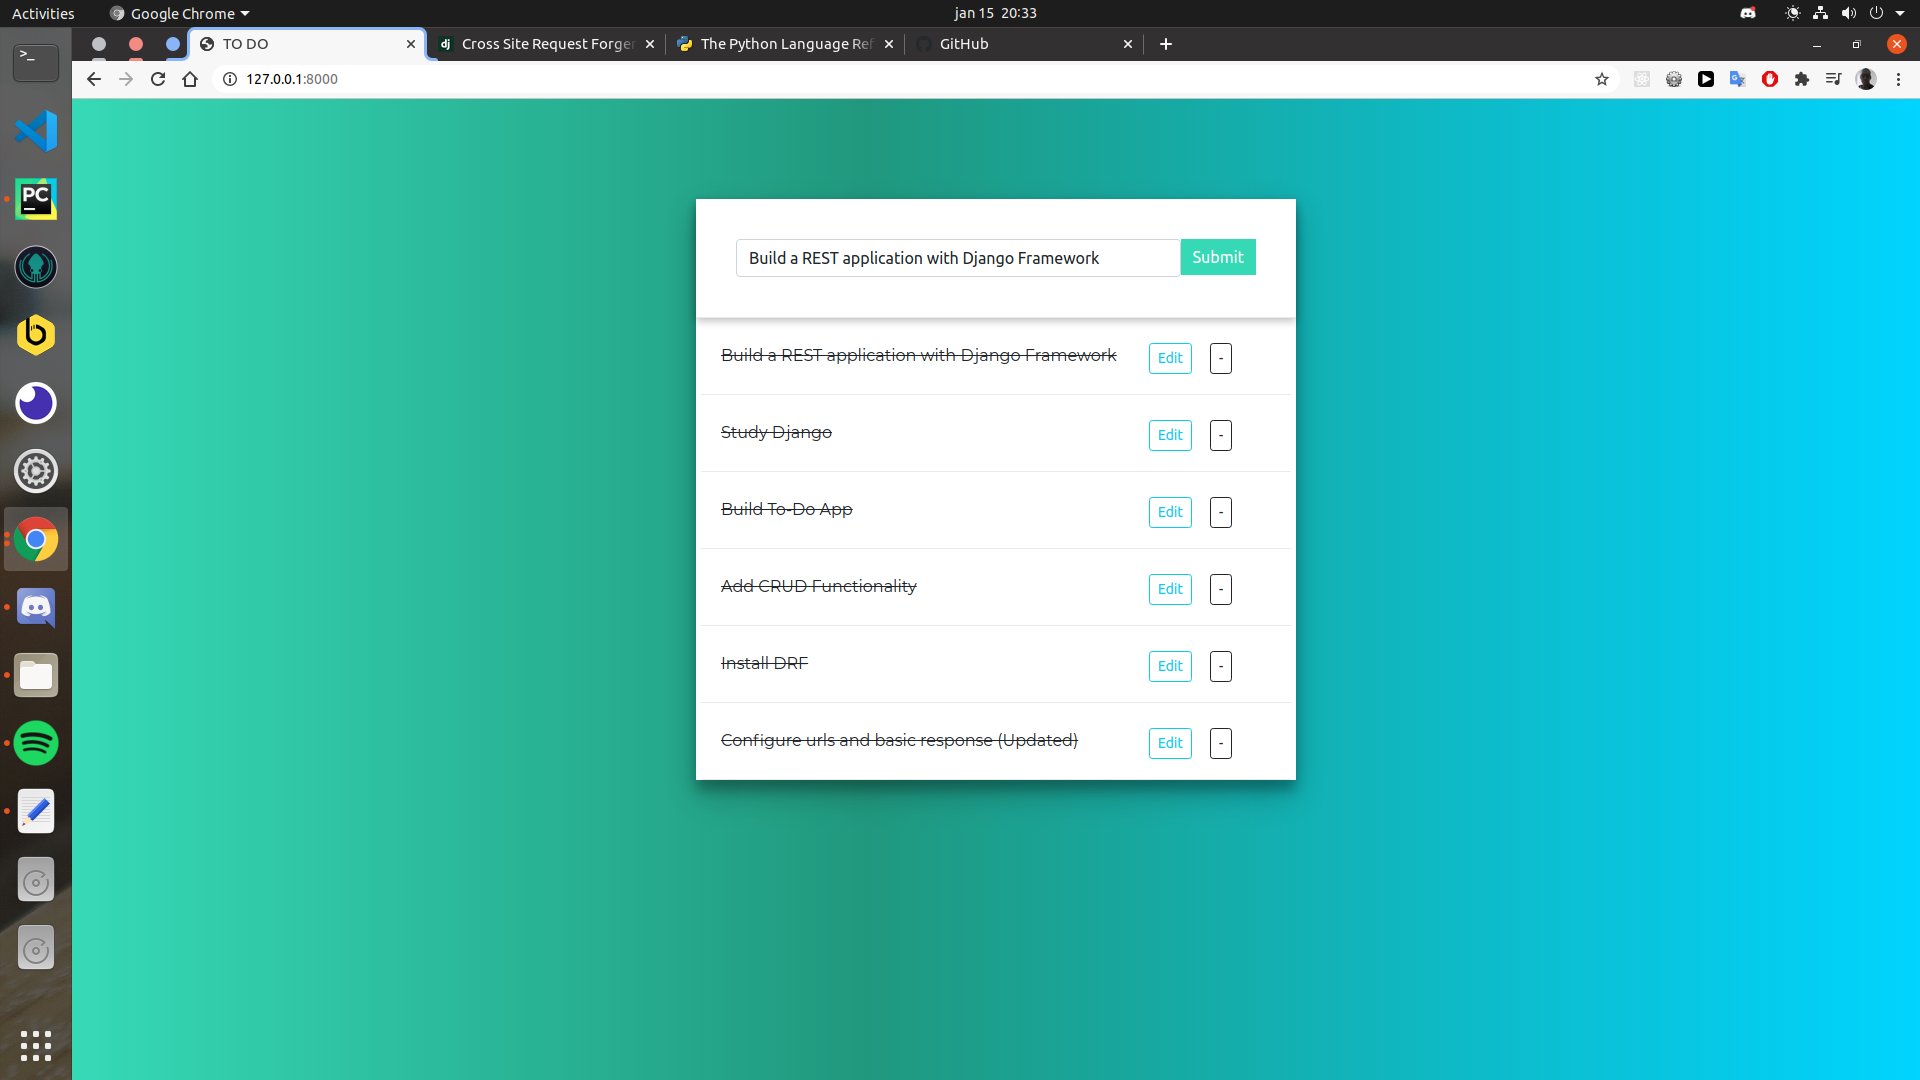 Activities
Google Chrome
jan 15 20:33
>_
TO DO
Cross Site Request Forger
The Python Language Ref
GitHub
127.0.0.1:8000
PC
Build a REST application with Django Framework
Submit
Build a REST application with Django Framework
Edit
-
Study Django
Edit
-
Build To-Do App
Edit
-
Add CRUD Functionality
Edit
-
Install DRF
Edit
-
Configure urls and basic response (Updated)
Edit
-